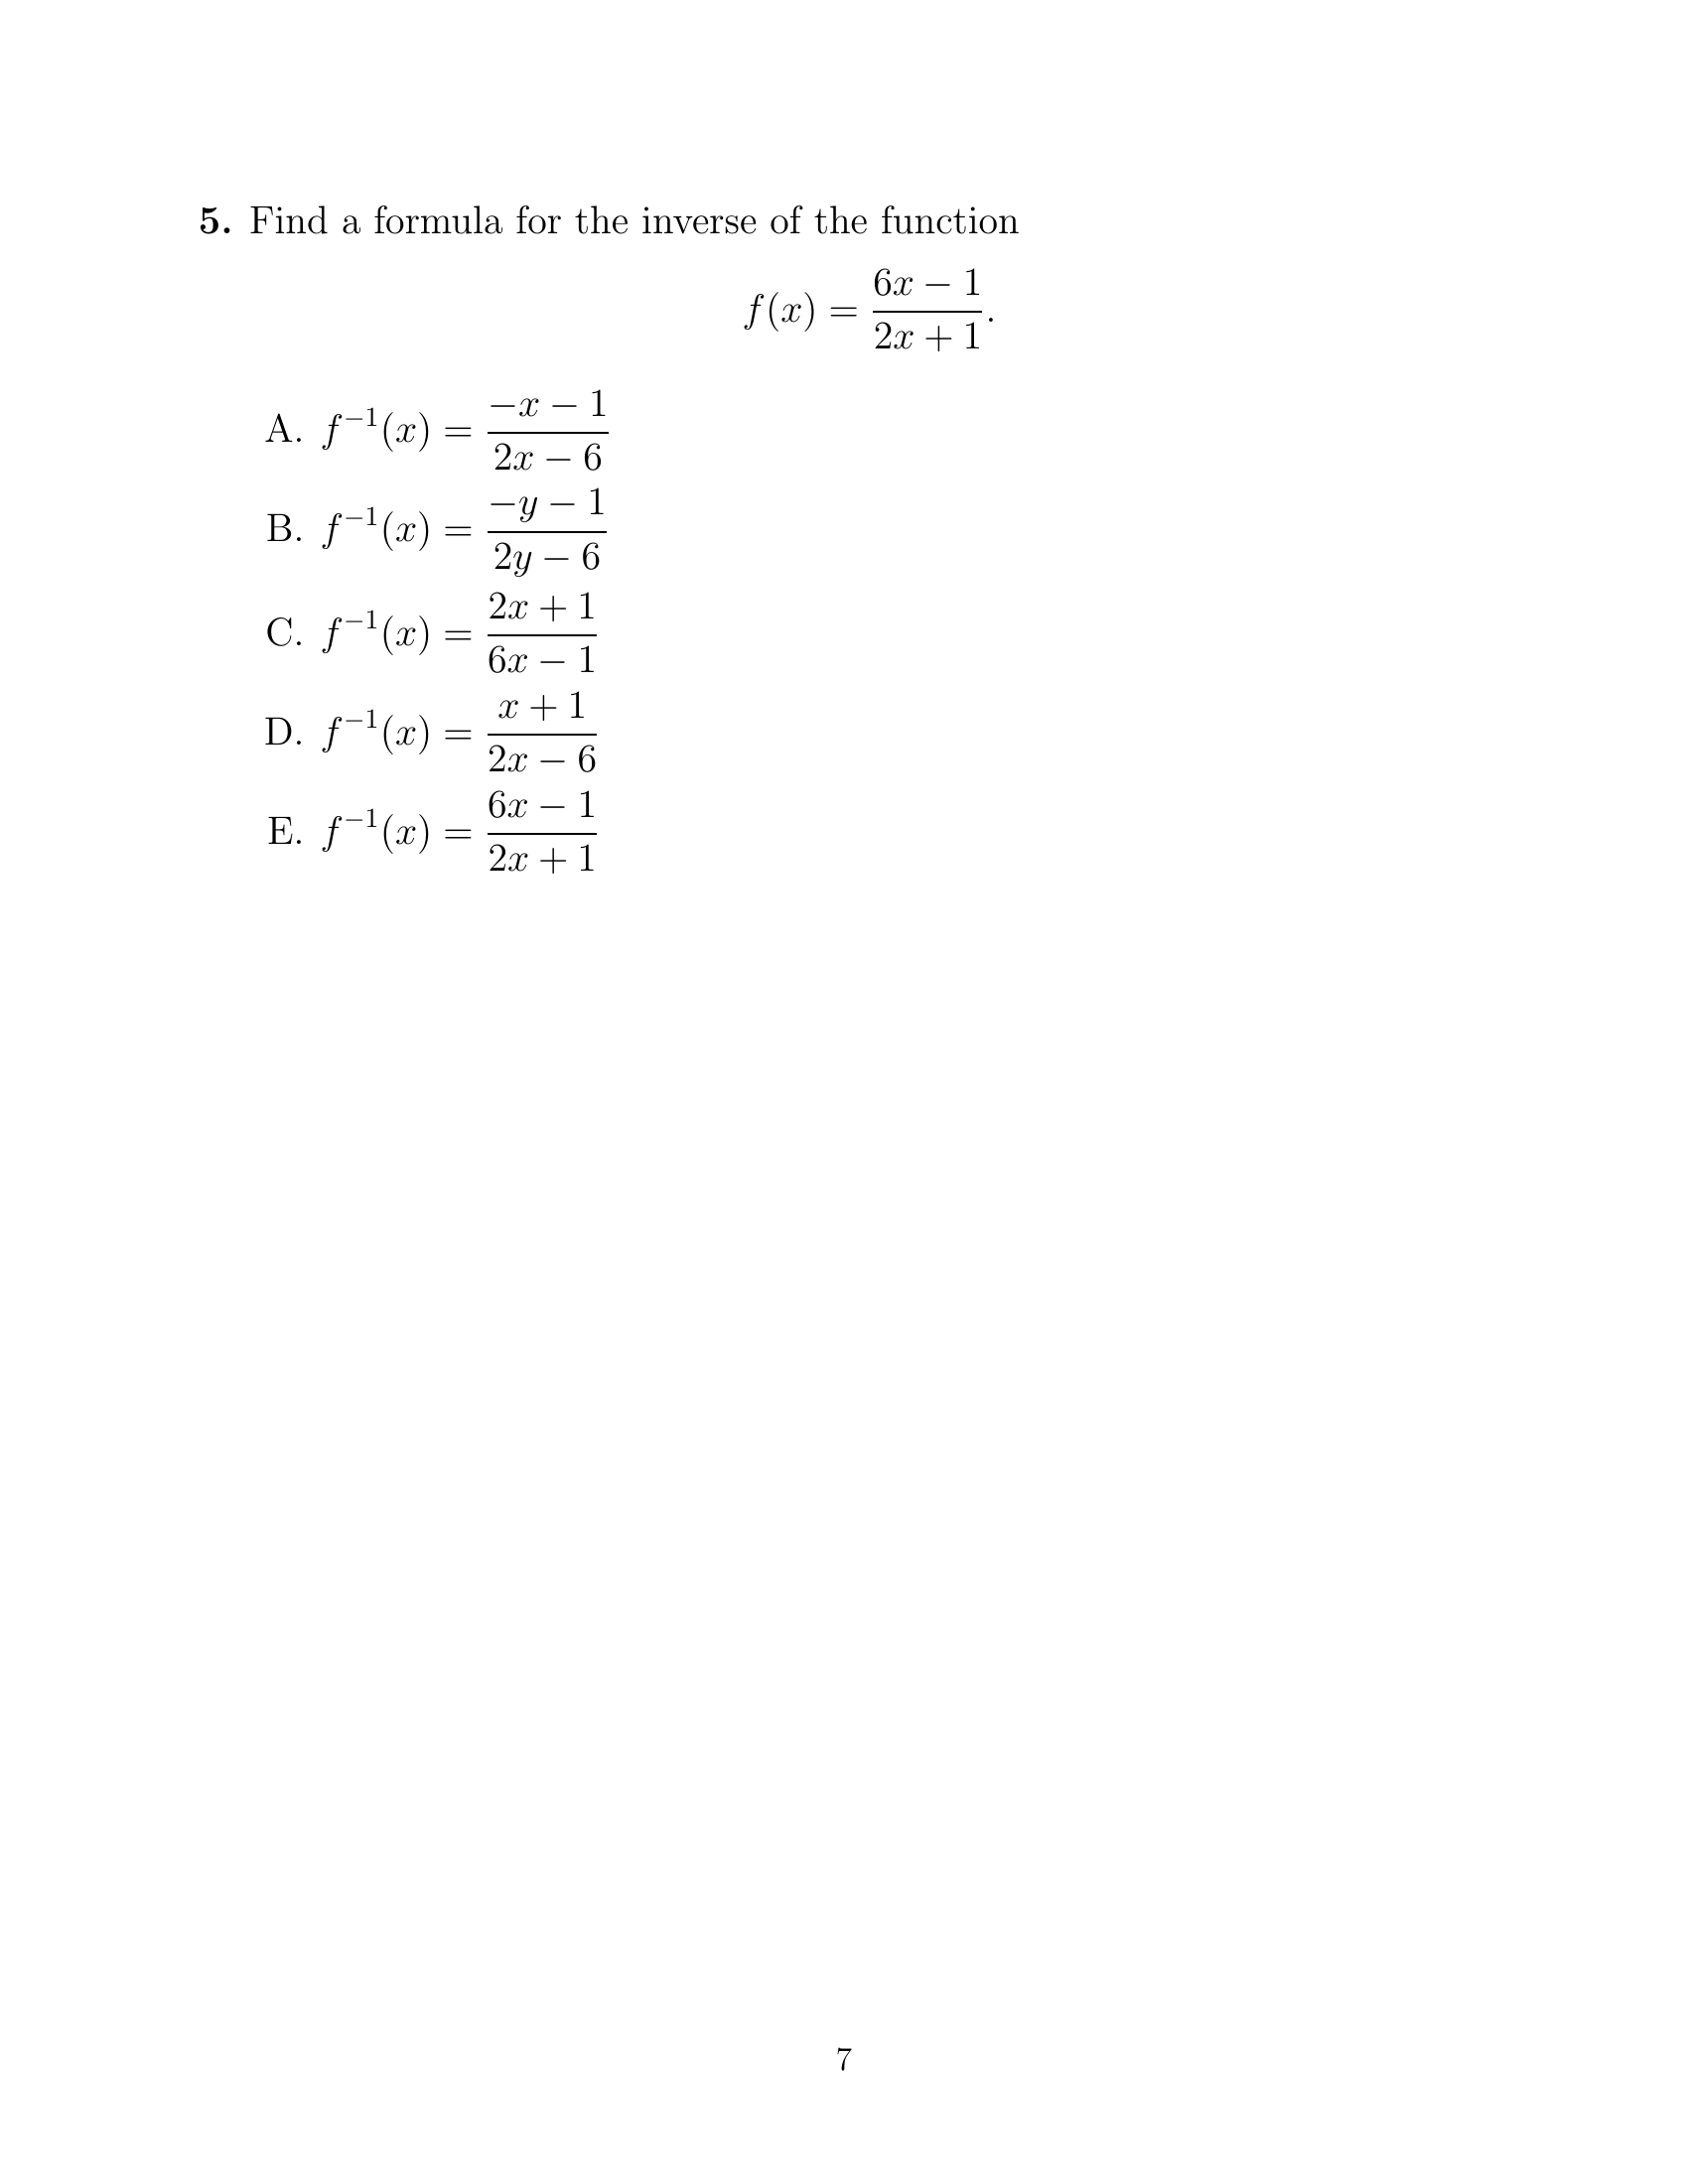 5. Find a formula for the inverse of the function
f(x) = \frac{6x - 1}{2x + 1}.
A. f^{-1}(x) = \frac{-x - 1}{2x - 6}
B. f^{-1}(x) = \frac{-y - 1}{2y - 6}
C. f^{-1}(x) = \frac{2x + 1}{6x - 1}
D. f^{-1}(x) = \frac{x + 1}{2x - 6}
E. f^{-1}(x) = \frac{6x - 1}{2x + 1}
7